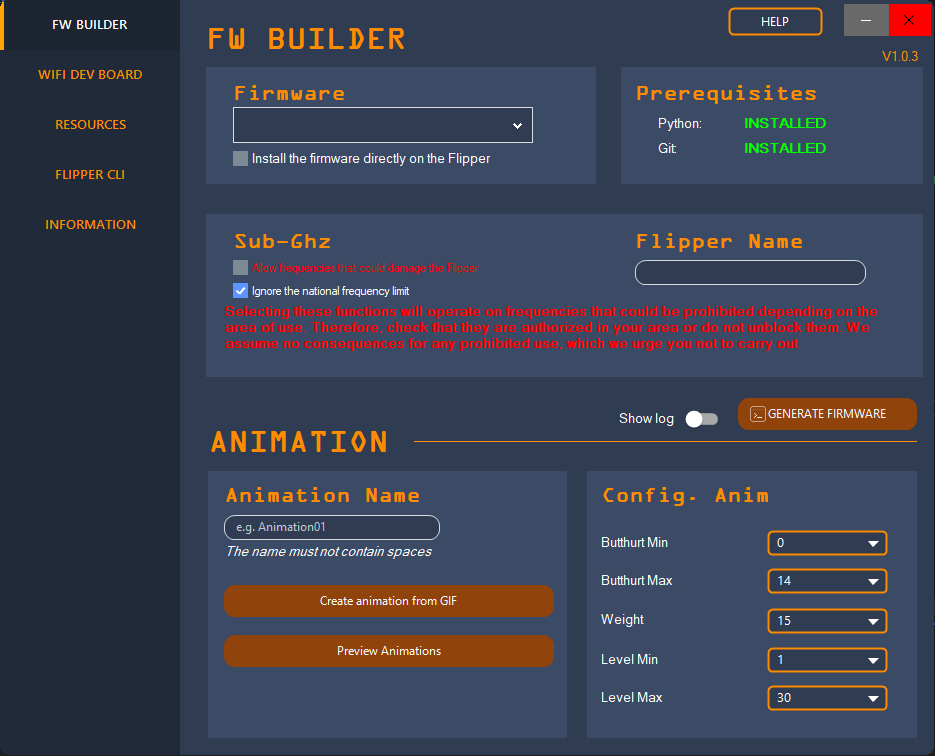 FW BUILDER
WIFI DEV BOARD
RESOURCES
FLIPPER CLI
INFORMATION
FW BUILDER
HELP
V1.0.3
Firmware
Install the firmware directly on the Flipper
Prerequisites
Python: INSTALLED
Git: INSTALLED
Sub-Ghz
Allow frequencies that could damage the Flipper
Ignore the national frequency limit
Flipper Name
Selecting these functions will operate on frequencies that could be prohibited depending on the
area of use. Therefore, check that they are authorized in your area or do not unblock them. We
assume no consequences for any prohibited use, which we urge you not to carry out
Show log
GENERATE FIRMWARE
ANIMATION
Animation Name
e.g. Animation01
The name must not contain spaces
Create animation from GIF
Preview Animations
Config. Anim
Butthurt Min 0
Butthurt Max 14
Weight 15
Level Min 1
Level Max 30